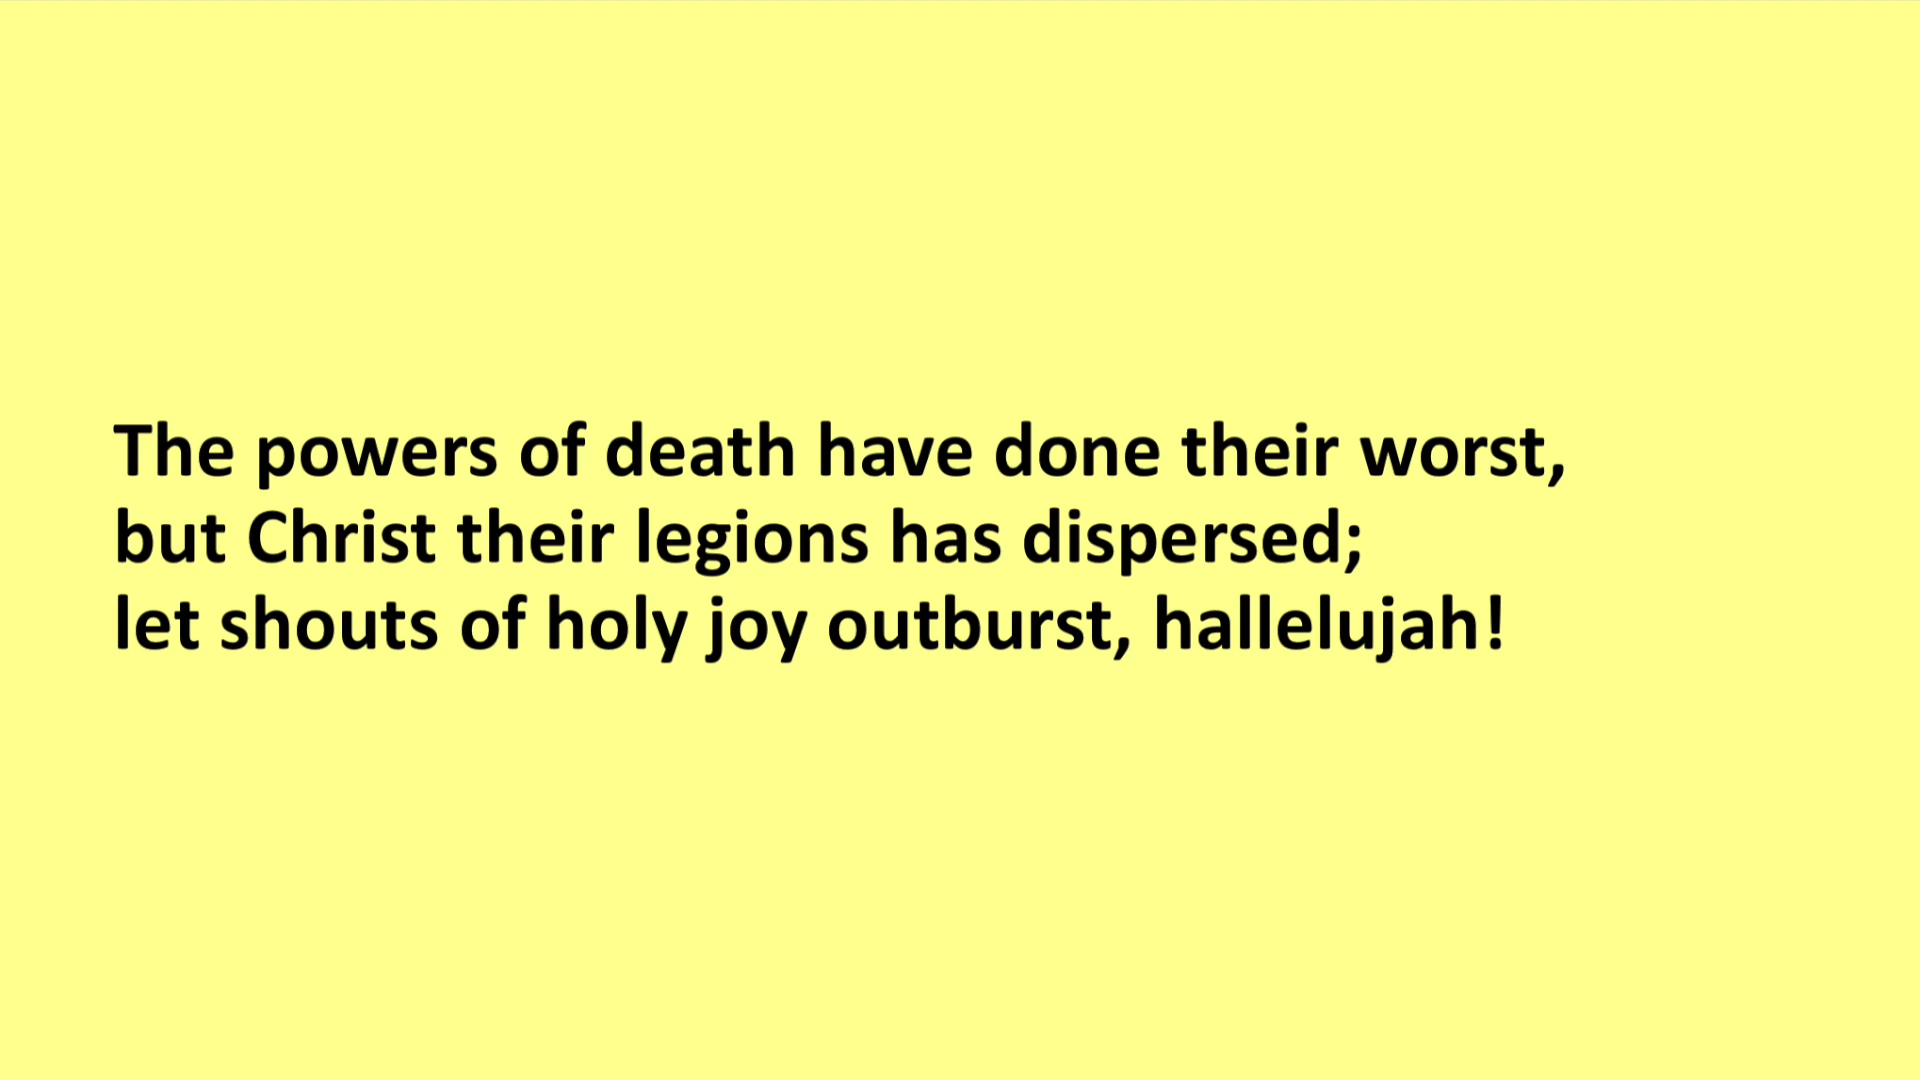 The powers of death have done their worst,
but Christ their legions has dispersed;
let shouts of holy joy outburst, hallelujah!